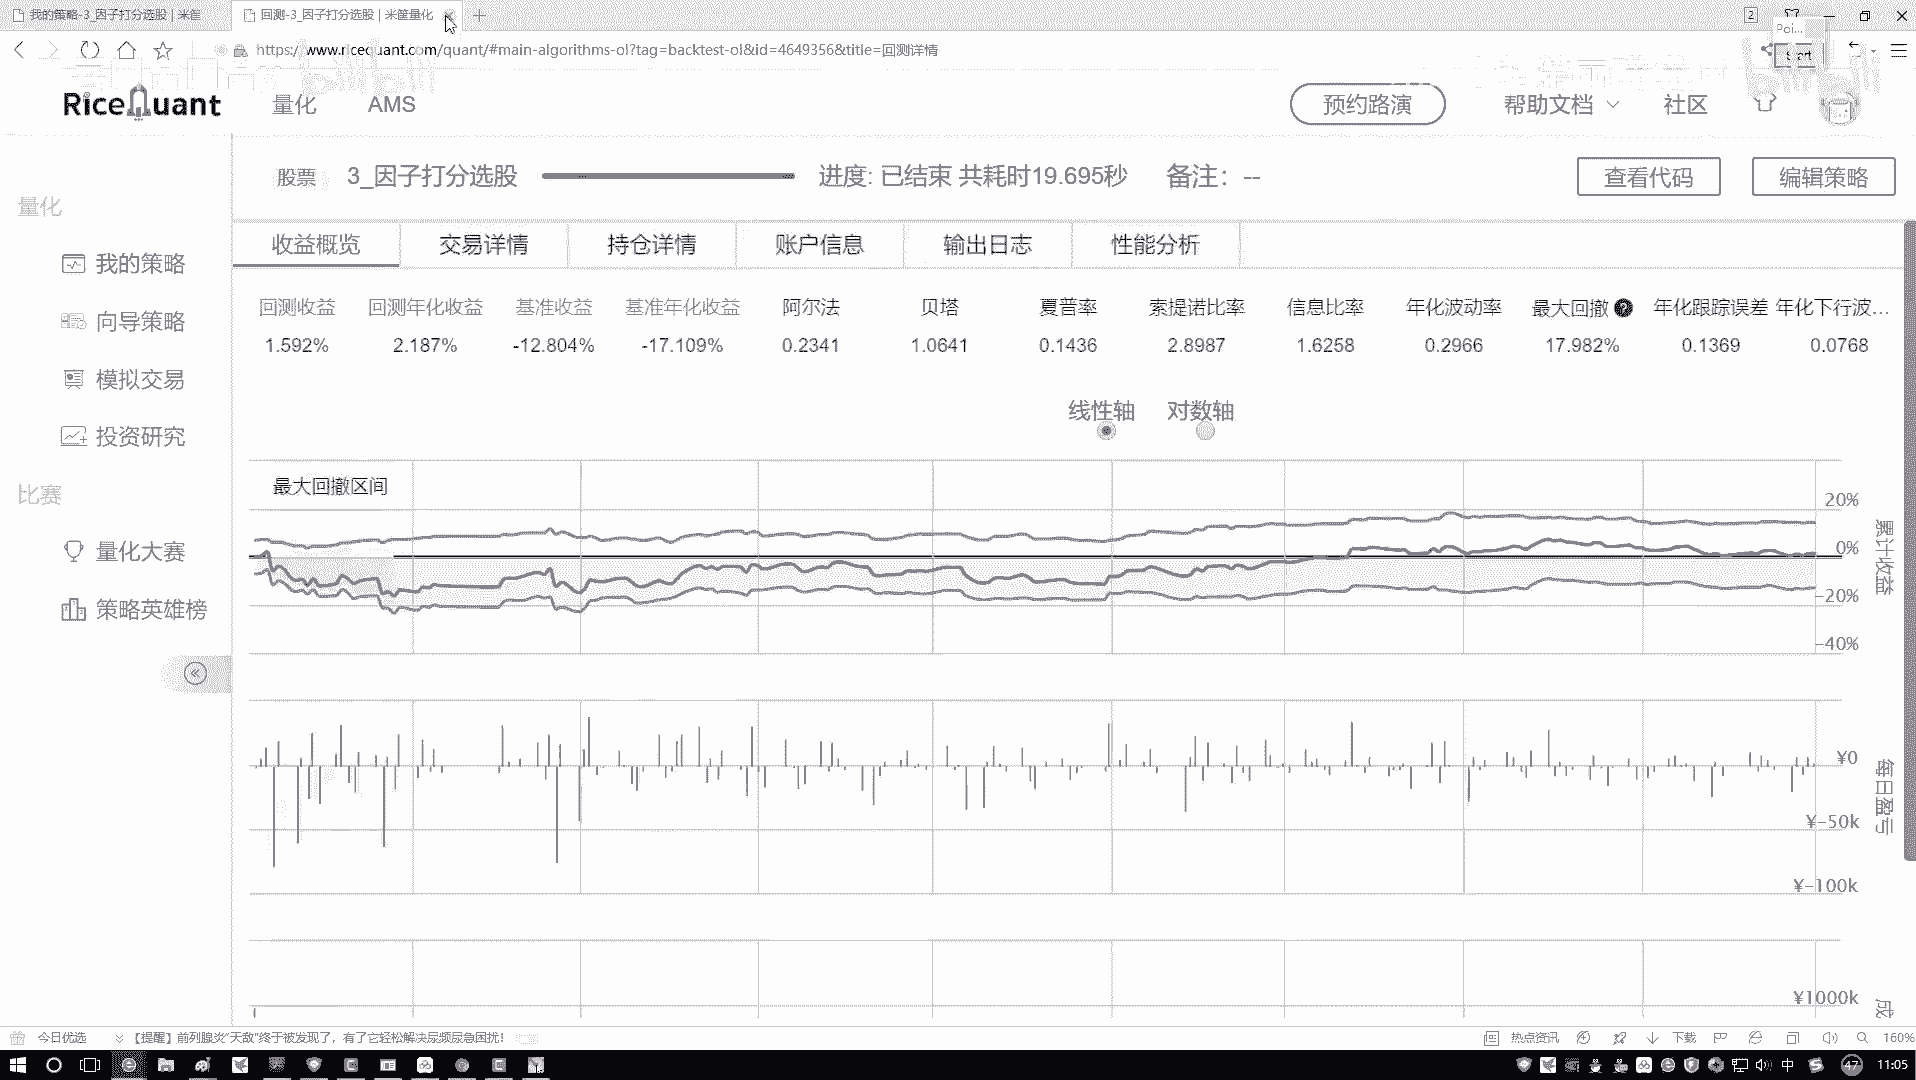 我的策略-3_因子打分选股 | 米筐
回测-3_因子打分选股 | 米筐量化
2
https://www.ricequant.com/quant/#main-algorithms-ol?tag=backtest-ol&id=4649356&title=回测详情
Poi...
RiceQuant
量化
AMS
预约路演
帮助文档
社区
股票
3_因子打分选股
进度: 已结束 共耗时19.695秒
备注: --
查看代码
编辑策略
量化
我的策略
向导策略
模拟交易
投资研究
比赛
量化大赛
策略英雄榜
收益概览
交易详情
持仓详情
账户信息
输出日志
性能分析
回测收益 回测年化收益 基准收益 基准年化收益 阿尔法 贝塔 夏普率 索提诺比率 信息比率 年化波动率 最大回撤 年化跟踪误差 年化下行波...
1.592% 2.187% -12.804% -17.109% 0.2341 1.0641 0.1436 2.8987 1.6258 0.2966 17.982% 0.1369 0.0768
线性轴 对数轴
最大回撤区间
20%
0%
-20%
-40%
累计收益
¥0
¥-50k
¥-100k
每日盈亏
¥1000k
成
今日优选
【提醒】前列腺炎“天敌”终于被发现了，有了它轻松解决尿频尿急困扰！
热点资讯
下载
160%
中
47
11:05